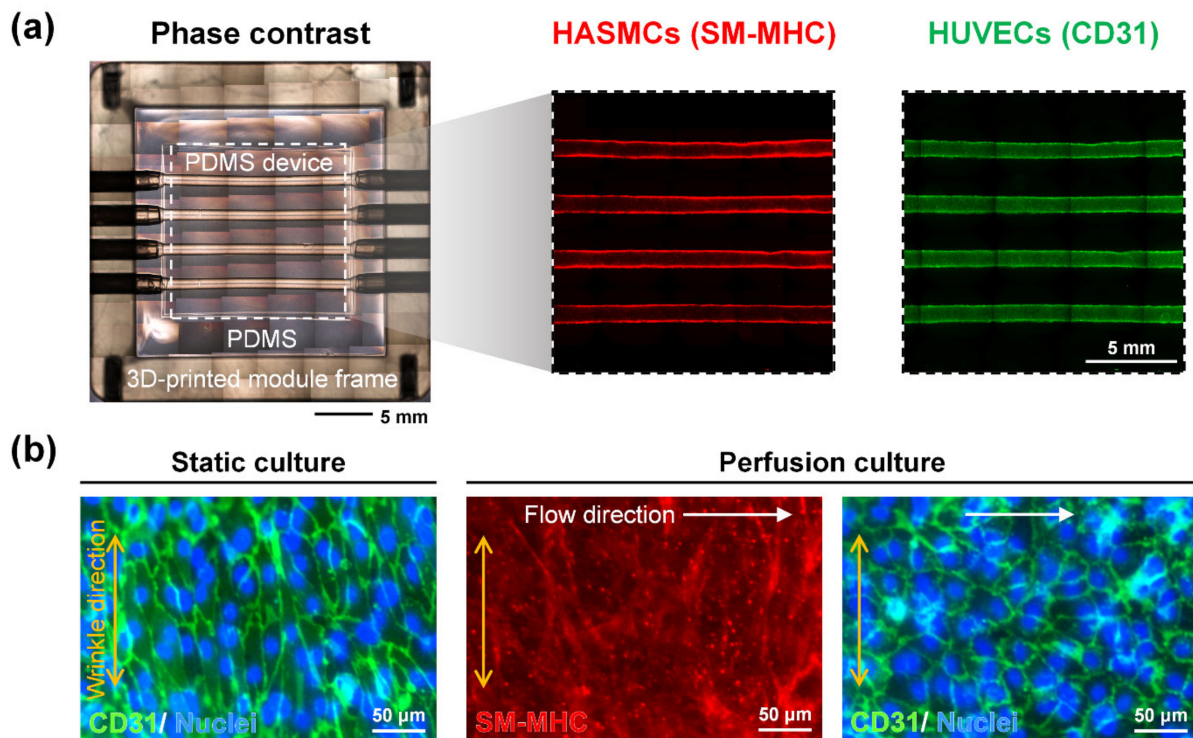 (a)
Phase contrast
HASMCs (SM-MHC)
HUVECs (CD31)
PDMS device
PDMS
3D-printed module frame
5 mm
5 mm
(b)
Static culture
Perfusion culture
Wrinkle direction
CD31/ Nuclei
50 µm
Flow direction
SM-MHC
50 µm
CD31/ Nuclei
50 µm